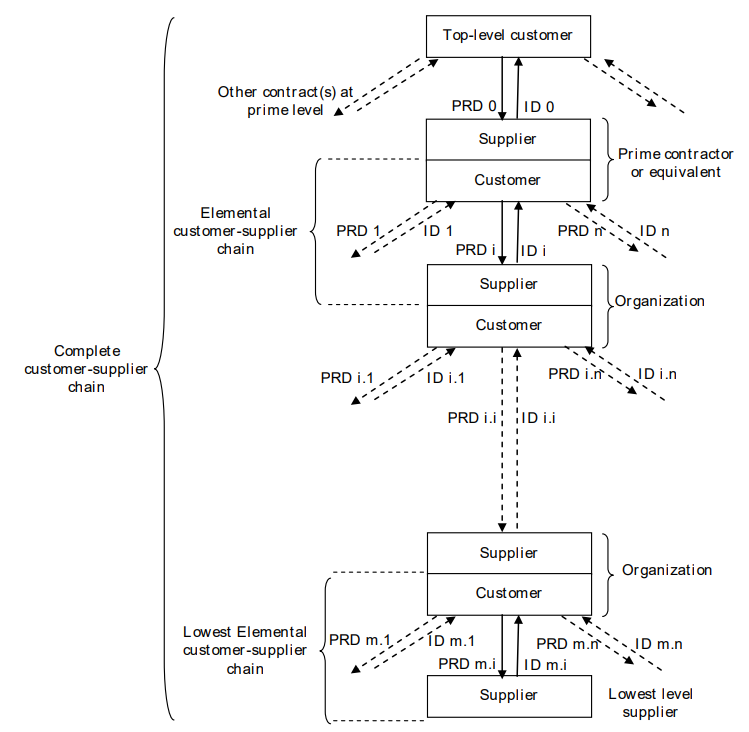 Top-level customer
Other contract(s) at
prime level
PRD 0
ID 0
Supplier
Customer
Prime contractor
or equivalent
Elemental
customer-supplier
chain
PRD 1
ID 1
PRD i
ID i
PRD n
ID n
Supplier
Customer
Organization
Complete
customer-supplier
chain
PRD i.1
ID i.1
PRD i.n
ID i.n
PRD i.i
ID i.i
Supplier
Customer
Organization
Lowest Elemental
customer-supplier
chain
PRD m.1
ID m.1
PRD m.i
ID m.i
PRD m.n
ID m.n
Supplier
Lowest level
supplier